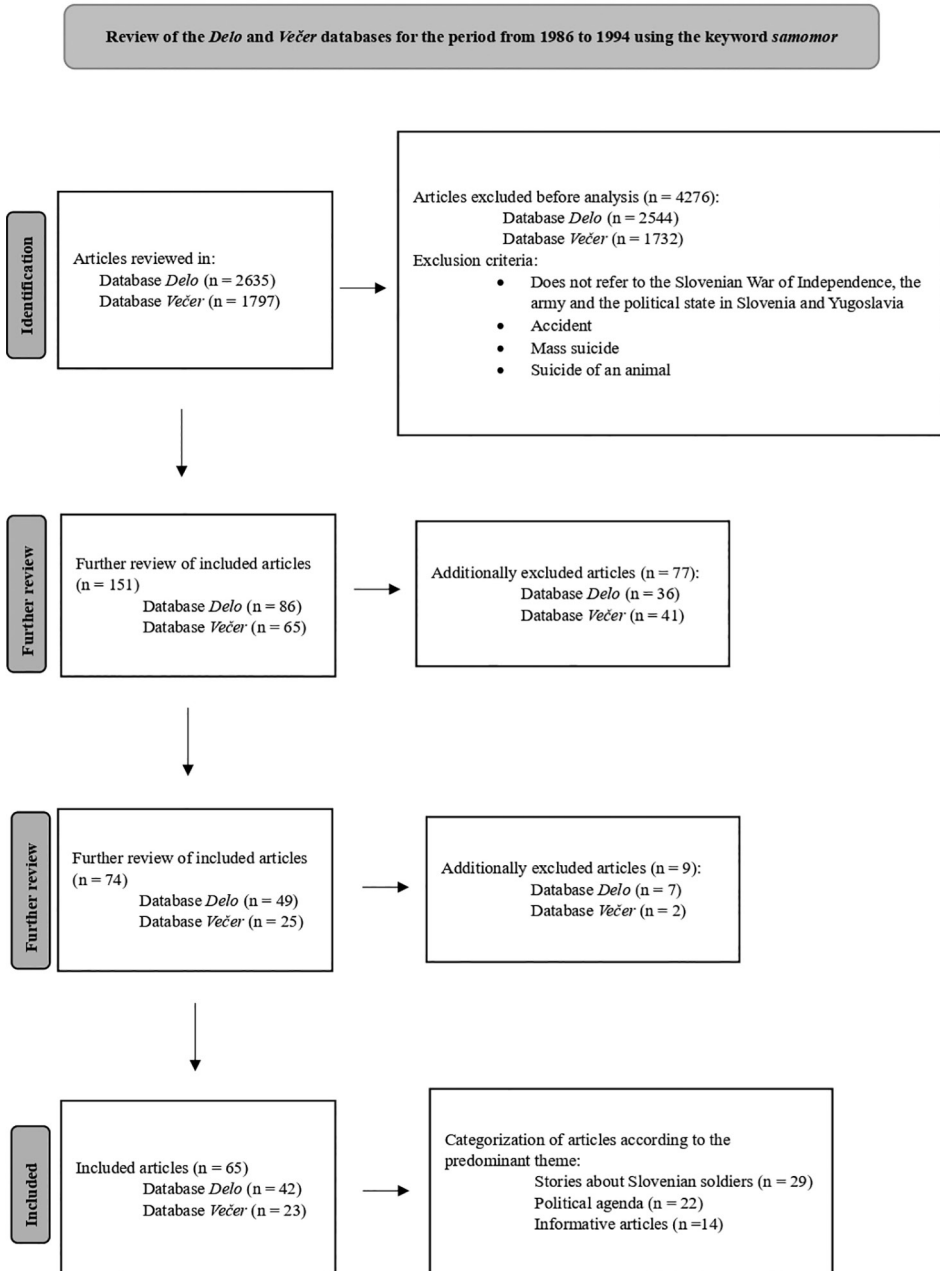 Review of the Delo and Večer databases for the period from 1986 to 1994 using the keyword samomor
Identification
Articles reviewed in:
Database Delo (n = 2635)
Database Večer (n = 1797)
Articles excluded before analysis (n = 4276):
Database Delo (n = 2544)
Database Večer (n = 1732)
Exclusion criteria:
• Does not refer to the Slovenian War of Independence, the
army and the political state in Slovenia and Yugoslavia
• Accident
• Mass suicide
• Suicide of an animal
Further review
Further review of included articles
(n = 151)
Database Delo (n = 86)
Database Večer (n = 65)
Additionally excluded articles (n = 77):
Database Delo (n = 36)
Database Večer (n = 41)
Further review
Further review of included articles
(n = 74)
Database Delo (n = 49)
Database Večer (n = 25)
Additionally excluded articles (n = 9):
Database Delo (n = 7)
Database Večer (n = 2)
Included
Included articles (n = 65)
Database Delo (n = 42)
Database Večer (n = 23)
Categorization of articles according to the
predominant theme:
Stories about Slovenian soldiers (n = 29)
Political agenda (n = 22)
Informative articles (n =14)